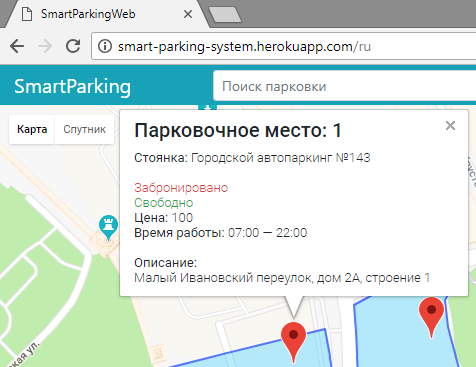 SmartParkingWeb
smart-parking-system.herokuapp.com/ru
SmartParking
Поиск парковки
Карта
Спутник
Парковочное место: 1
Стоянка: Городской автопаркинг №143
Забронировано
Свободно
Цена: 100
Время работы: 07:00 — 22:00
Описание:
Малый Ивановский переулок, дом 2А, строение 1